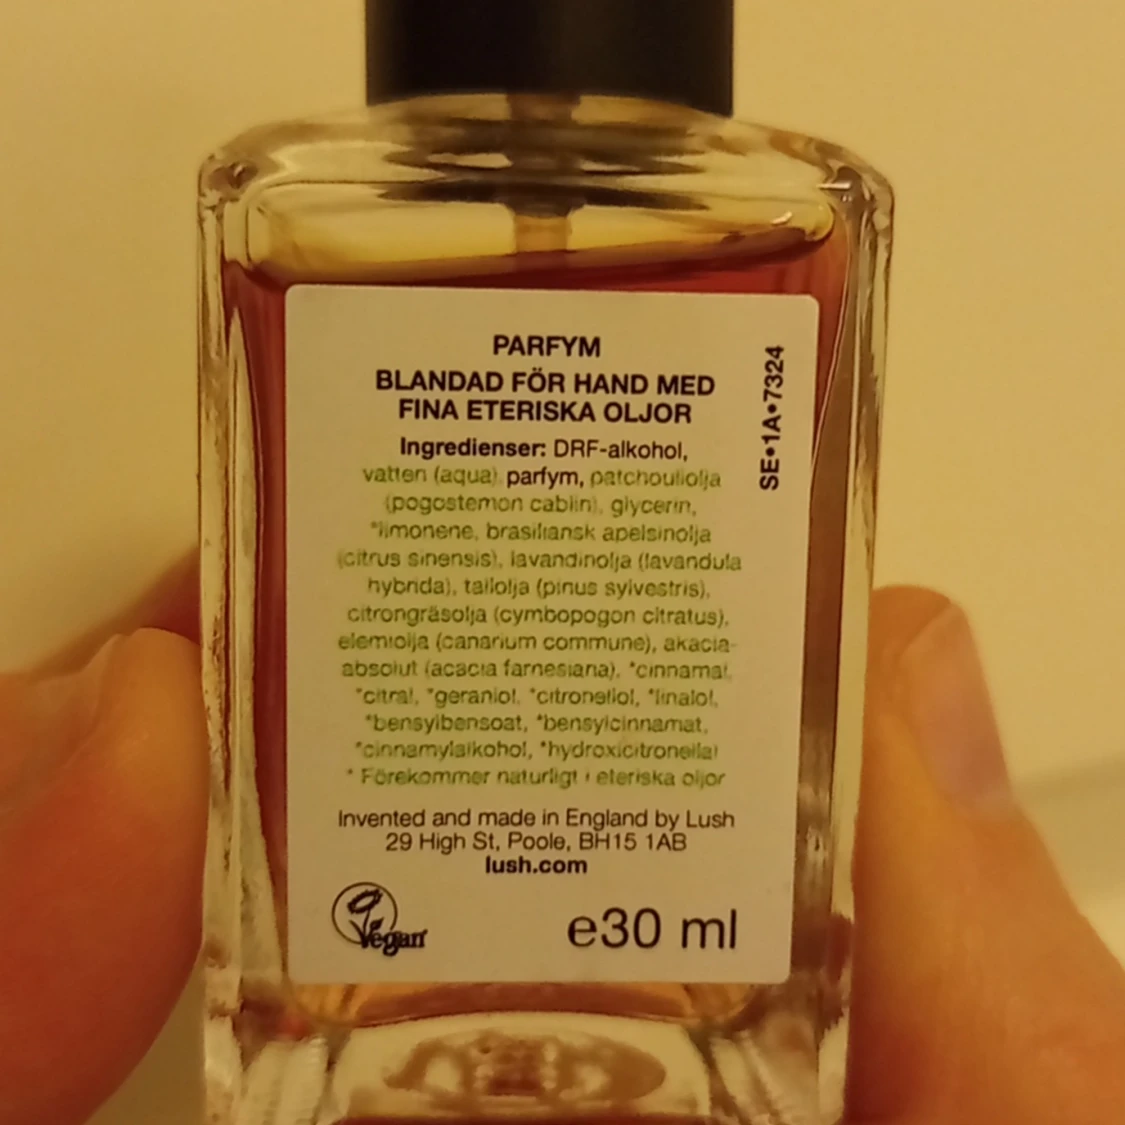 PARFYM
BLANDAD FÖR HAND MED
FINA ETERISKA OLJOR
Ingredienser: DRF-alkohol,
vatten (aqua), parfym, patchouliolja
(pogostemon cablin), glycerin,
*limonene, brasiliansk apelsinolja
(citrus sinensis), lavandinolja (lavandula
hybrida), tallolja (pinus sylvestris),
citrongräsolja (cymbopogon citratus),
elemiolja (canarium commune), akacia-
absolut (acacia farnesiana), *cinnamal,
*citral, *geraniol, *citronellol, *linalol,
*bensylbensoat, *bensylcinnamat,
*cinnamylalkohol, *hydroxicitronellal
* Förekommer naturligt i eteriska oljor
Invented and made in England by Lush
29 High St, Poole, BH15 1AB
lush.com
Vegan
e30 ml
SE•1A•7324